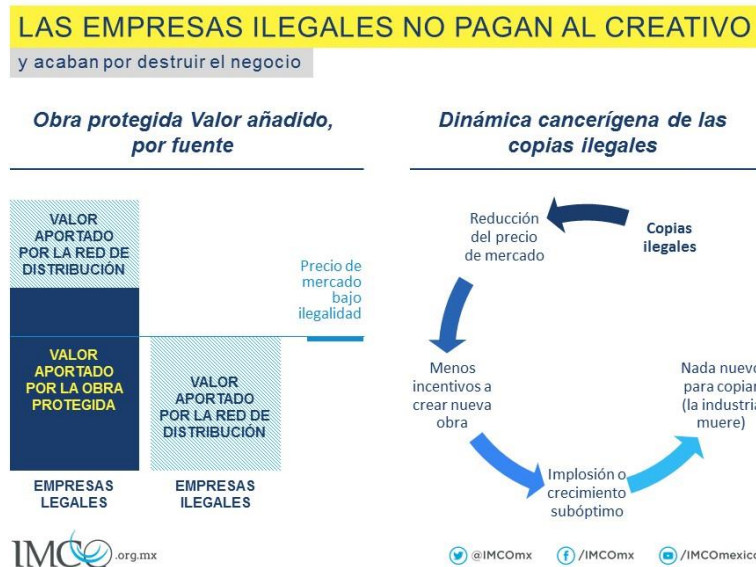 LAS EMPRESAS ILEGALES NO PAGAN AL CREATIVO
y acaban por destruir el negocio
Obra protegida Valor añadido,
por fuente
VALOR
APORTADO
POR LA RED DE
DISTRIBUCIÓN
Precio de
mercado
bajo
ilegalidad
VALOR
APORTADO
POR LA OBRA
PROTEGIDA
VALOR
APORTADO
POR LA RED DE
DISTRIBUCIÓN
EMPRESAS
LEGALES
EMPRESAS
ILEGALES
Dinámica cancerígena de las
copias ilegales
Copias
ilegales
Reducción
del precio
de mercado
Menos
incentivos a
crear nueva
obra
Implosión o
crecimiento
subóptimo
Nada nuevo
para copiar
(la industria
muere)
IMCO.org.mx
@IMCOmx
/IMCOmx
/IMCOmexico